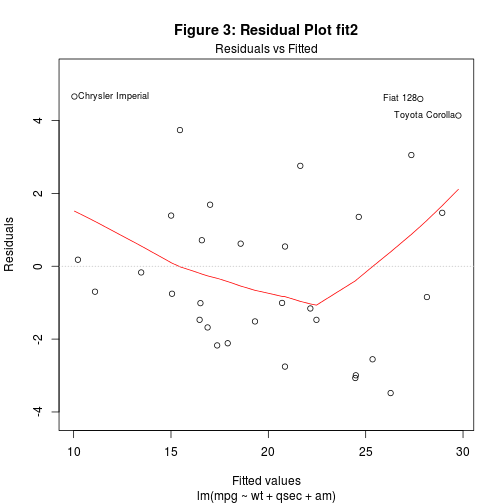 Figure 3: Residual Plot fit2
Residuals vs Fitted
Chrysler Imperial
Fiat 128
Toyota Corolla
4
2
0
-2
-4
Residuals
10 15 20 25 30
Fitted values
lm(mpg ~ wt + qsec + am)